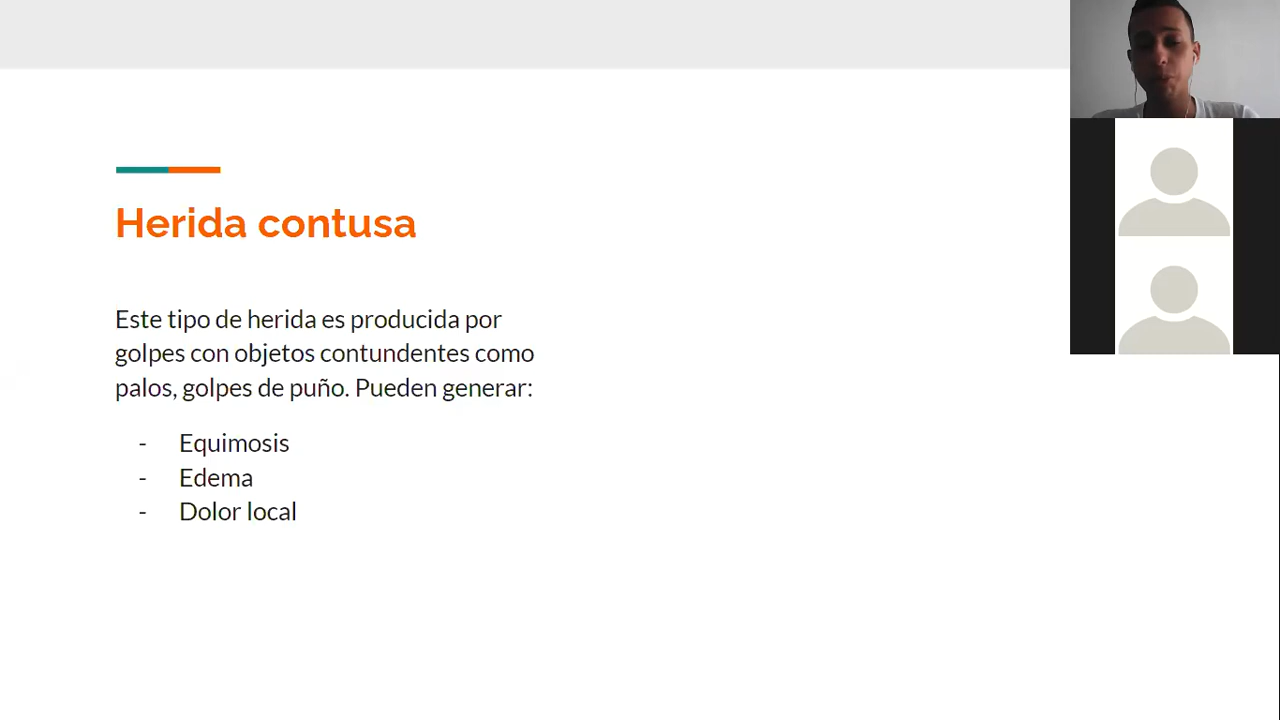 Herida contusa
Este tipo de herida es producida por
golpes con objetos contundentes como
palos, golpes de puño. Pueden generar:
- Equimosis
- Edema
- Dolor local